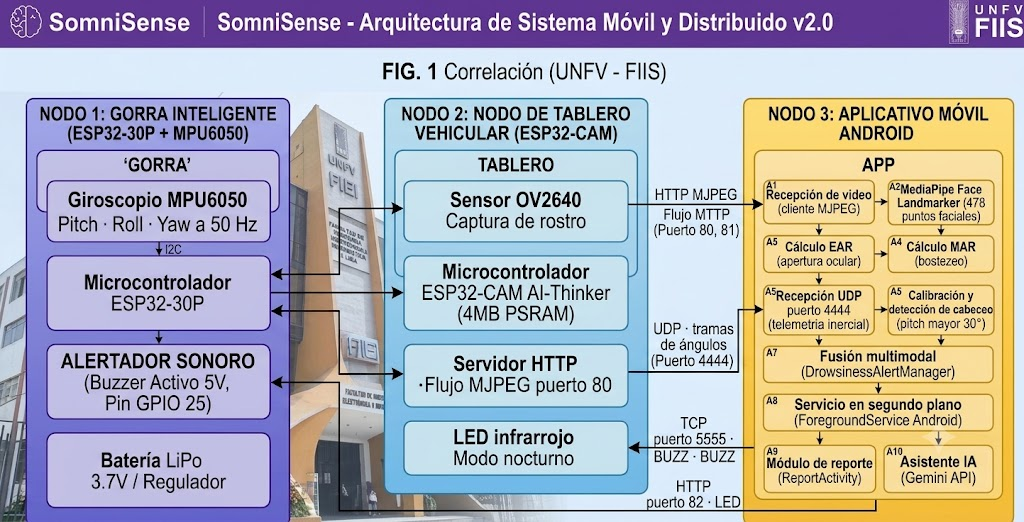 SomniSense
SomniSense - Arquitectura de Sistema Móvil y Distribuido v2.0
UNFV
FIIS
FIG. 1 Correlación (UNFV - FIIS)
NODO 1: GORRA INTELIGENTE
(ESP32-30P + MPU6050)
‘GORRA’
Giroscopio MPU6050
Pitch · Roll · Yaw a 50 Hz
I2C
Microcontrolador
ESP32-30P
ALERTADOR SONORO
(Buzzer Activo 5V,
Pin GPIO 25)
Batería LiPo
3.7V / Regulador
UNFV
FIEI
FIEI
NODO 2: NODO DE TABLERO
VEHICULAR (ESP32-CAM)
TABLERO
Sensor OV2640
Captura de rostro
Microcontrolador
ESP32-CAM AI-Thinker
(4MB PSRAM)
Servidor HTTP
·Flujo MJPEG puerto 80
LED infrarrojo
Modo nocturno
HTTP MJPEG
Flujo MTTP
(Puerto 80, 81)
UDP · tramas
de ángulos
(Puerto 4444)
TCP
puerto 5555 ·
BUZZ · BUZZ
HTTP
puerto 82 · LED
NODO 3: APLICATIVO MÓVIL
ANDROID
APP
A1
Recepción de video
(cliente MJPEG)
A2
MediaPipe Face
Landmarker (478
puntos faciales)
A5
Cálculo EAR
(apertura ocular)
A4
Cálculo MAR
(bostezeo)
A5
Recepción UDP
puerto 4444
(telemetria inercial)
A5
Calibración y
detección de cabeceo
(pitch mayor 30°)
A7
Fusión multimodal
(DrowsinessAlertManager)
A8
Servicio en segundo plano
(ForegroundService Android)
A9
Módulo de reporte
(ReportActivity)
A10
Asistente IA
(Gemini API)